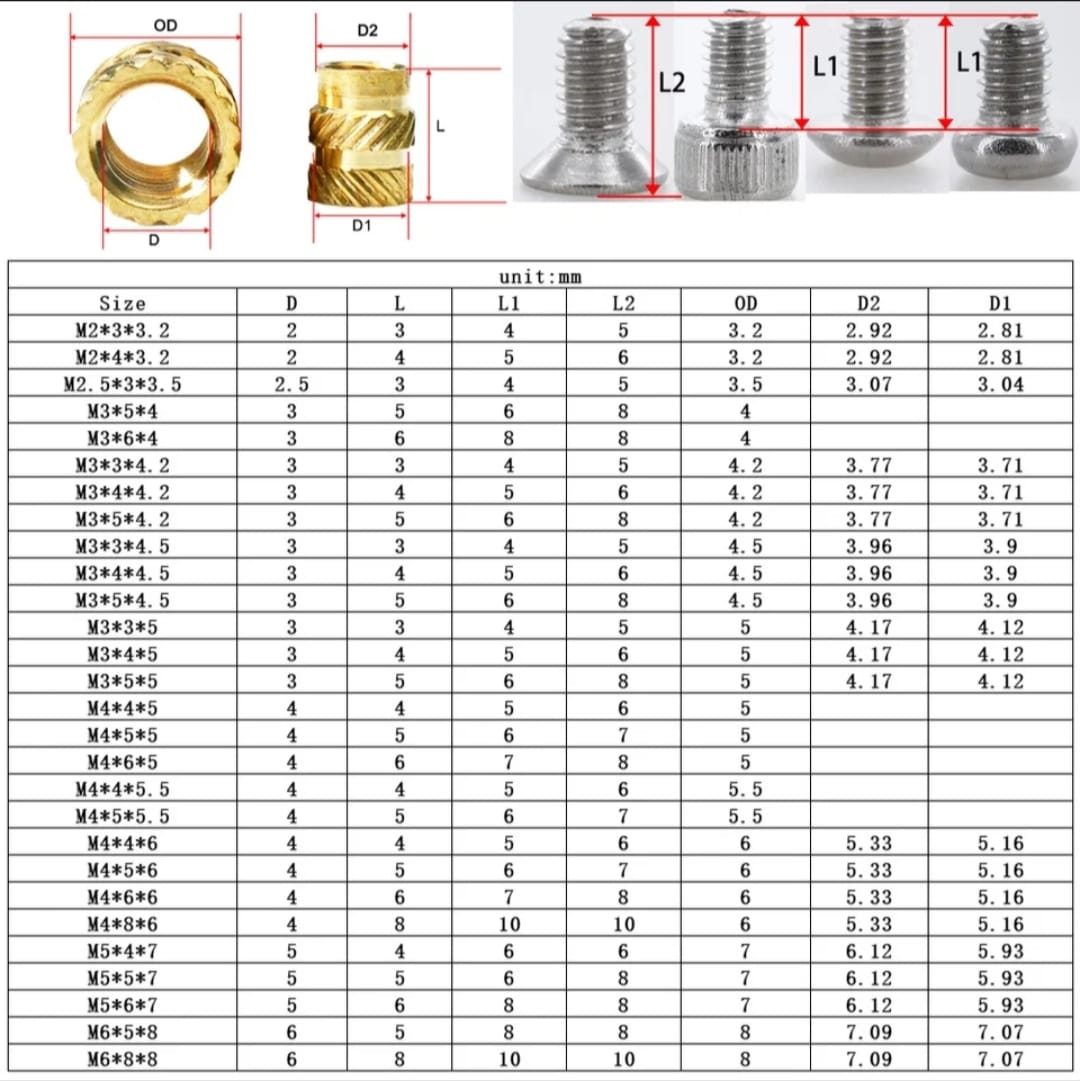 OD
D2
L
D
D1
L2
L1
L1
unit:mm
Size D L L1 L2 OD D2 D1
M2*3*3.2 2 3 4 5 3.2 2.92 2.81
M2*4*3.2 2 4 5 6 3.2 2.92 2.81
M2.5*3*3.5 2.5 3 4 5 3.5 3.07 3.04
M3*5*4 3 5 6 8 4
M3*6*4 3 6 8 8 4
M3*3*4.2 3 3 4 5 4.2 3.77 3.71
M3*4*4.2 3 4 5 6 4.2 3.77 3.71
M3*5*4.2 3 5 6 8 4.2 3.77 3.71
M3*3*4.5 3 3 4 5 4.5 3.96 3.9
M3*4*4.5 3 4 5 6 4.5 3.96 3.9
M3*5*4.5 3 5 6 8 4.5 3.96 3.9
M3*3*5 3 3 4 5 5 4.17 4.12
M3*4*5 3 4 5 6 5 4.17 4.12
M3*5*5 3 5 6 8 5 4.17 4.12
M4*4*5 4 4 5 6 5
M4*5*5 4 5 6 7 5
M4*6*5 4 6 7 8 5
M4*4*5.5 4 4 5 6 5.5
M4*5*5.5 4 5 6 7 5.5
M4*4*6 4 4 5 6 6 5.33 5.16
M4*5*6 4 5 6 7 6 5.33 5.16
M4*6*6 4 6 7 8 6 5.33 5.16
M4*8*6 4 8 10 10 6 5.33 5.16
M5*4*7 5 4 6 6 7 6.12 5.93
M5*5*7 5 5 6 8 7 6.12 5.93
M5*6*7 5 6 8 8 7 6.12 5.93
M6*5*8 6 5 8 8 8 7.09 7.07
M6*8*8 6 8 10 10 8 7.09 7.07